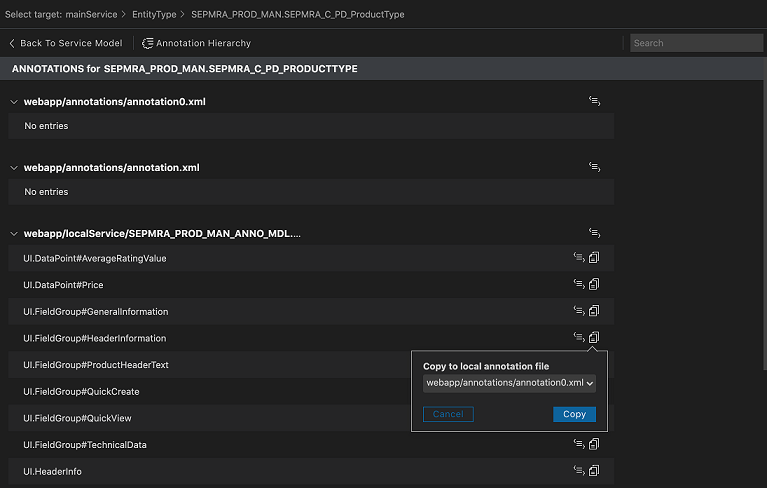 Select target: mainService > EntityType > SEPMRA_PROD_MAN.SEPMRA_C_PD_ProductType
Back To Service Model Annotation Hierarchy Search
ANNOTATIONS for SEPMRA_PROD_MAN.SEPMRA_C_PD_PRODUCTTYPE
webapp/annotations/annotation0.xml
No entries
webapp/annotations/annotation.xml
No entries
webapp/localService/SEPMRA_PROD_MAN_ANNO_MDL....
UI.DataPoint#AverageRatingValue
UI.DataPoint#Price
UI.FieldGroup#GeneralInformation
UI.FieldGroup#HeaderInformation
UI.FieldGroup#ProductHeaderText
UI.FieldGroup#QuickCreate
UI.FieldGroup#QuickView
UI.FieldGroup#TechnicalData
UI.HeaderInfo
Copy to local annotation file
webapp/annotations/annotation0.xml
Cancel Copy